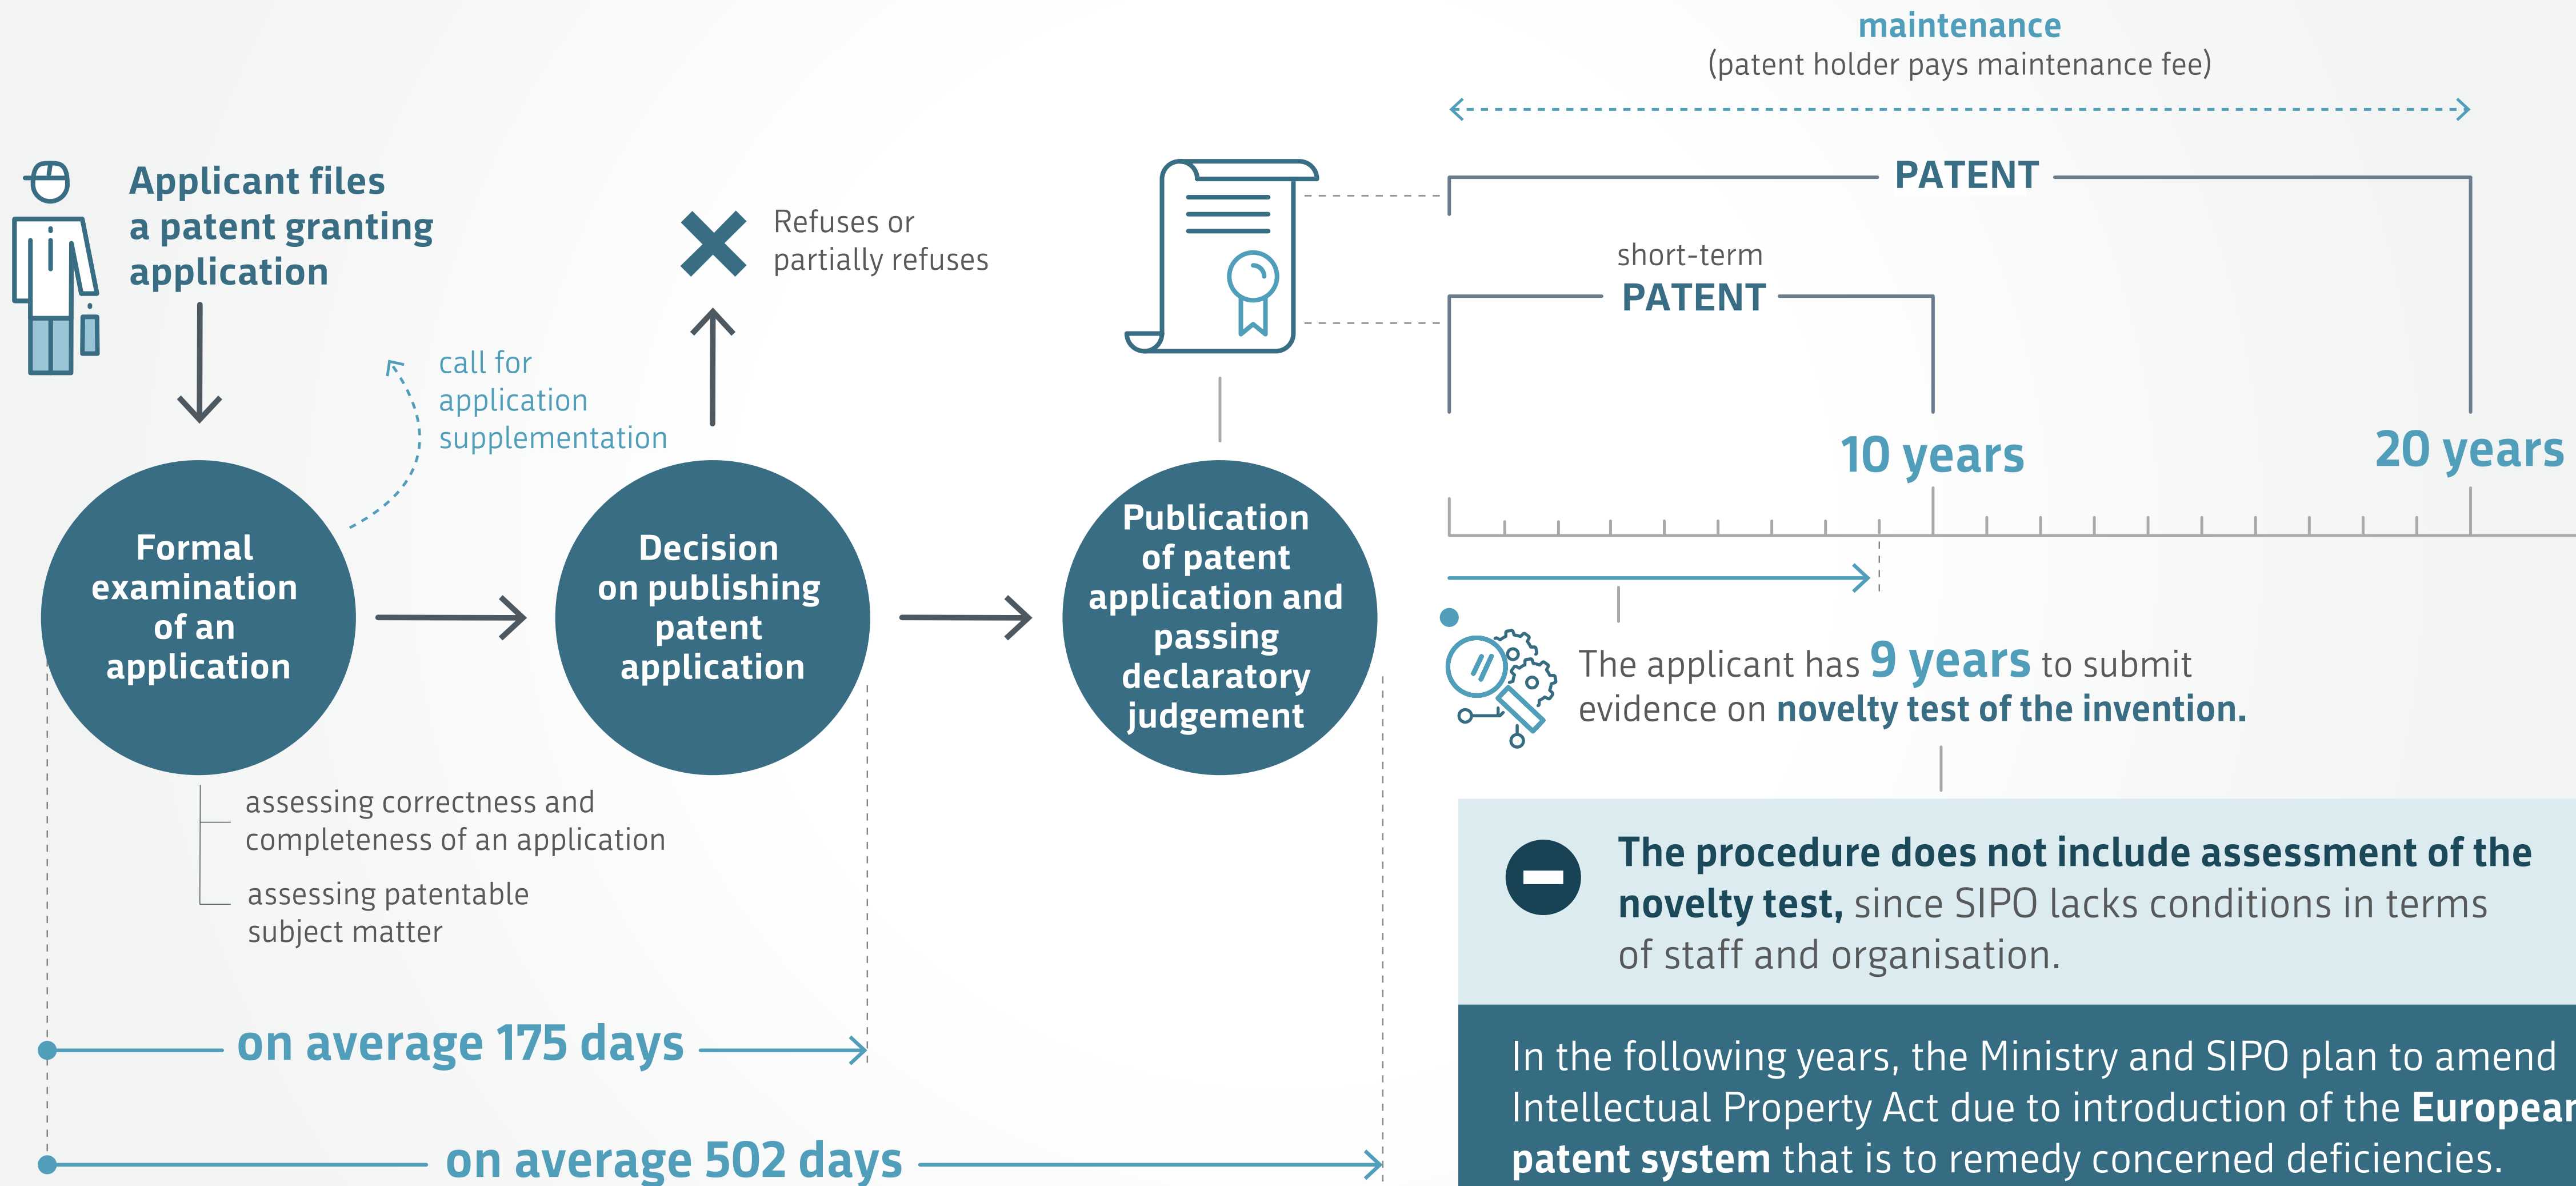 maintenance
(patent holder pays maintenance fee)
Applicant files
a patent granting
application
Refuses or
partially refuses
PATENT
short-term
PATENT
call for
application
supplementation
10 years
20 years
Formal
examination
of an
application
Decision
on publishing
patent
application
Publication
of patent
application and
passing
declaratory
judgement
The applicant has 9 years to submit
evidence on novelty test of the invention.
assessing correctness and
completeness of an application
assessing patentable
subject matter
The procedure does not include assessment of the
novelty test, since SIPO lacks conditions in terms
of staff and organisation.
on average 175 days
on average 502 days
In the following years, the Ministry and SIPO plan to amend
Intellectual Property Act due to introduction of the European
patent system that is to remedy concerned deficiencies.